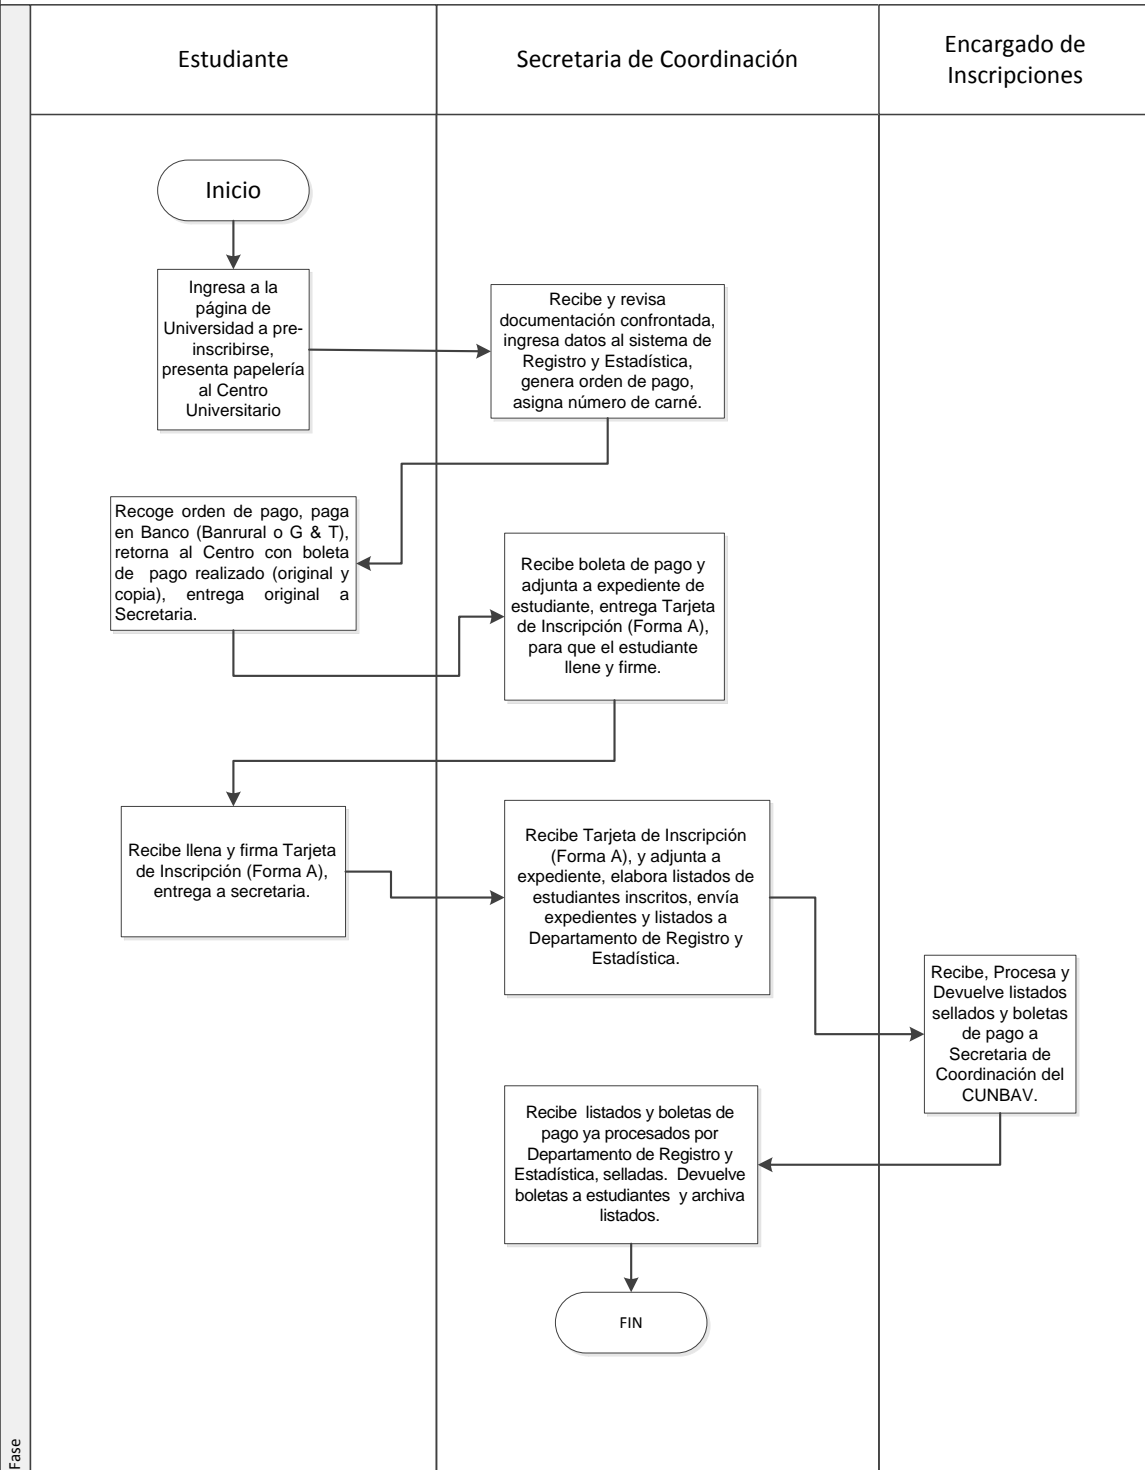 Estudiante
Secretaria de Coordinación
Encargado de
Inscripciones
Inicio
Ingresa a la
página de
Universidad a pre-
inscribirse,
presenta papelería
al Centro
Universitario
Recibe y revisa
documentación confrontada,
ingresa datos al sistema de
Registro y Estadística,
genera orden de pago,
asigna número de carné.
Recoge orden de pago, paga
en Banco (Banrural o G & T),
retorna al Centro con boleta
de pago realizado (original y
copia), entrega original a
Secretaria.
Recibe boleta de pago y
adjunta a expediente de
estudiante, entrega Tarjeta
de Inscripción (Forma A),
para que el estudiante
llene y firme.
Recibe llena y firma Tarjeta
de Inscripción (Forma A),
entrega a secretaria.
Recibe Tarjeta de Inscripción
(Forma A), y adjunta a
expediente, elabora listados de
estudiantes inscritos, envía
expedientes y listados a
Departamento de Registro y
Estadística.
Recibe, Procesa y
Devuelve listados
sellados y boletas
de pago a
Secretaria de
Coordinación del
CUNBAV.
Recibe listados y boletas de
pago ya procesados por
Departamento de Registro y
Estadística, selladas. Devuelve
boletas a estudiantes y archiva
listados.
FIN
Fase